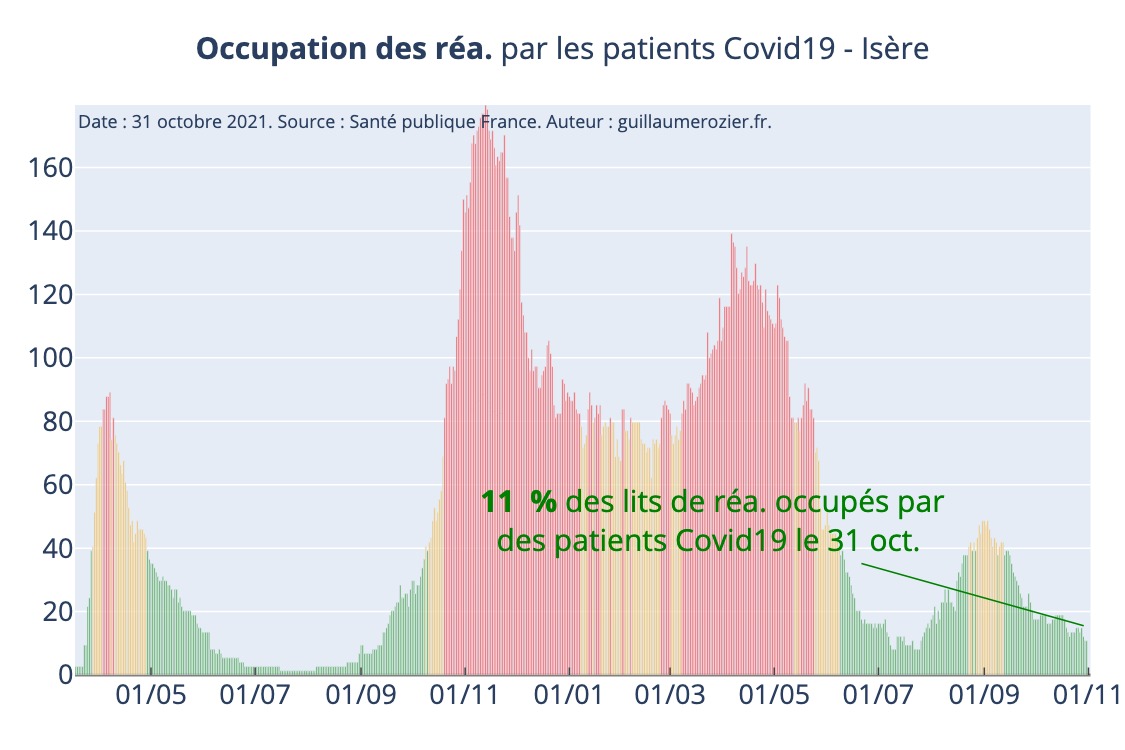 Occupation des réa. par les patients Covid19 - Isère
Date : 31 octobre 2021. Source : Santé publique France. Auteur : guillaumerozier.fr.
160
140
120
100
80
60
40
20
0
11 % des lits de réa. occupés par
des patients Covid19 le 31 oct.
01/05 01/07 01/09 01/11 01/01 01/03 01/05 01/07 01/09 01/11